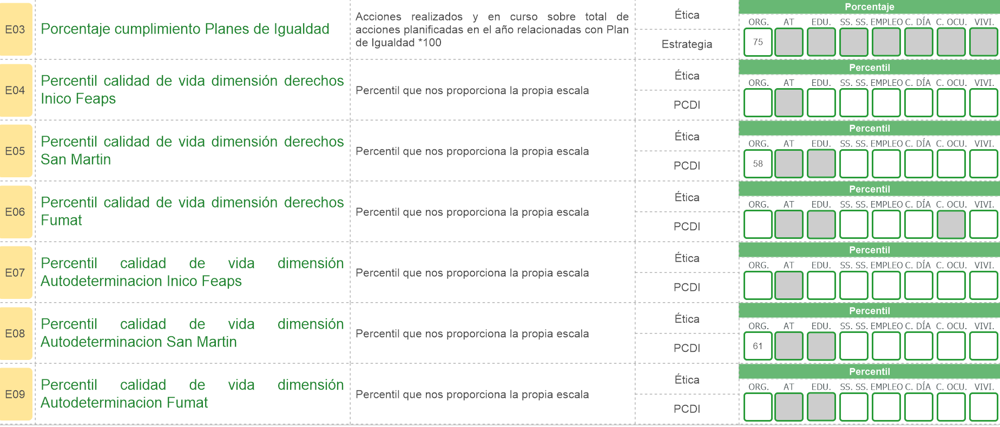 Porcentaje
E03
Porcentaje cumplimiento Planes de Igualdad
Acciones realizados y en curso sobre total de
acciones planificadas en el año relacionadas con Plan
de Igualdad *100
Ética
Estrategia
ORG. AT EDU. SS. SS. EMPLEO C. DÍA C. OCU. VIVI.
75
Percentil
E04
Percentil calidad de vida dimensión derechos
Inico Feaps
Percentil que nos proporciona la propia escala
Ética
PCDI
ORG. AT EDU. SS. SS. EMPLEO C. DÍA C. OCU. VIVI.
Percentil
E05
Percentil calidad de vida dimensión derechos
San Martin
Percentil que nos proporciona la propia escala
Ética
PCDI
ORG. AT EDU. SS. SS. EMPLEO C. DÍA C. OCU. VIVI.
58
Percentil
E06
Percentil calidad de vida dimensión derechos
Fumat
Percentil que nos proporciona la propia escala
Ética
PCDI
ORG. AT EDU. SS. SS. EMPLEO C. DÍA C. OCU. VIVI.
Percentil
E07
Percentil calidad de vida dimensión
Autodeterminacion Inico Feaps
Percentil que nos proporciona la propia escala
Ética
PCDI
ORG. AT EDU. SS. SS. EMPLEO C. DÍA C. OCU. VIVI.
Percentil
E08
Percentil calidad de vida dimensión
Autodeterminacion San Martin
Percentil que nos proporciona la propia escala
Ética
PCDI
ORG. AT EDU. SS. SS. EMPLEO C. DÍA C. OCU. VIVI.
61
Percentil
E09
Percentil calidad de vida dimensión
Autodeterminacion Fumat
Percentil que nos proporciona la propia escala
Ética
PCDI
ORG. AT EDU. SS. SS. EMPLEO C. DÍA C. OCU. VIVI.